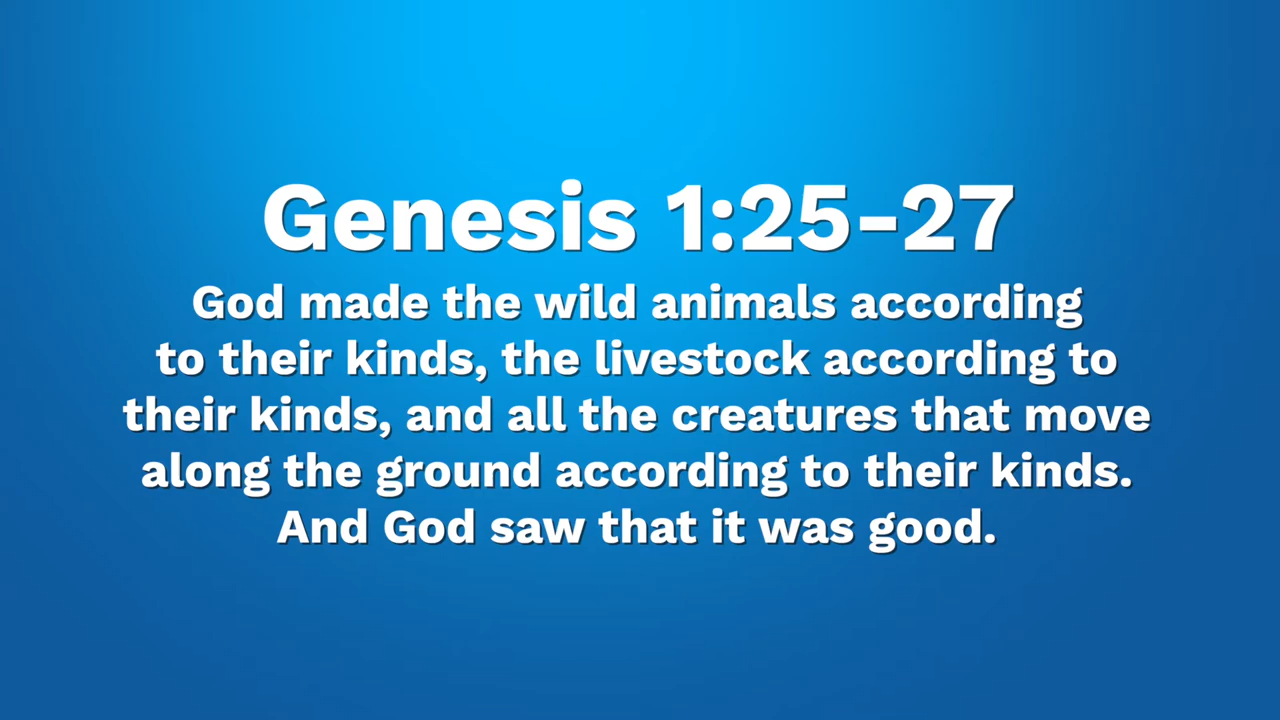 Genesis 1:25-27
God made the wild animals according
to their kinds, the livestock according to
their kinds, and all the creatures that move
along the ground according to their kinds.
And God saw that it was good.